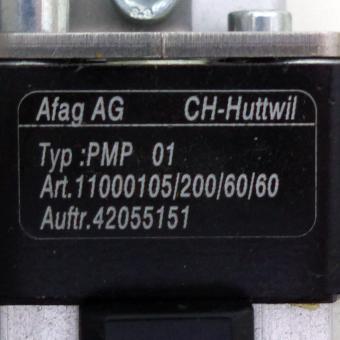 Afag AG CH-Huttwil
Typ :PMP 01
Art.11000105/200/60/60
Auftr.42055151